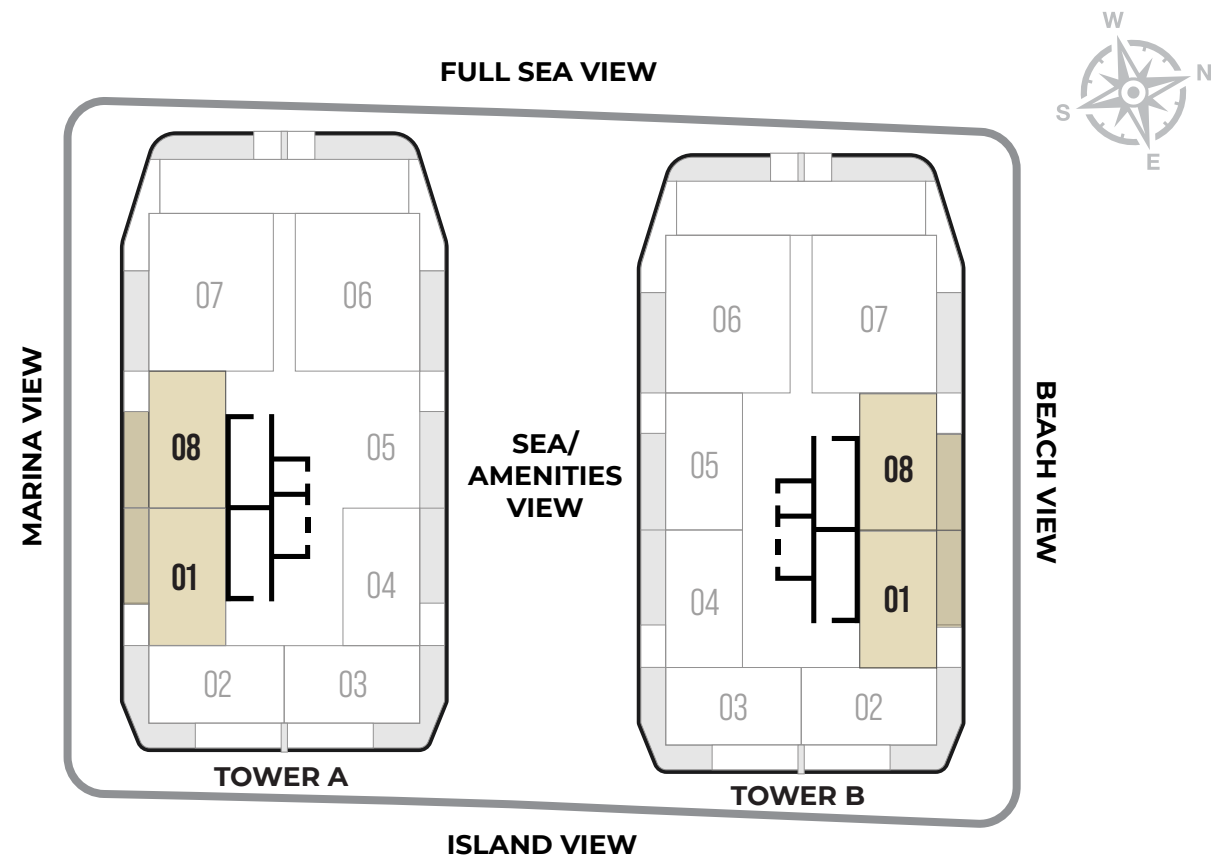 W
N
S
E
FULL SEA VIEW
07
06
08
05
01
04
02
03
TOWER A
MARINA VIEW
SEA/
AMENITIES
VIEW
06
07
05
08
04
01
03
02
TOWER B
BEACH VIEW
ISLAND VIEW